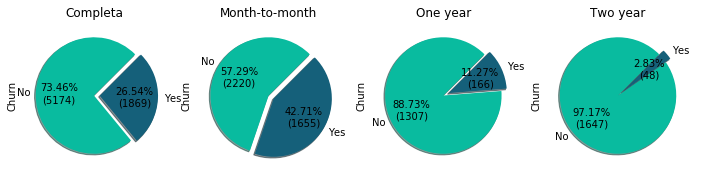 Completa
Churn
No
73.46%
(5174)
26.54%
(1869)
Yes
Month-to-month
Churn
No
57.29%
(2220)
42.71%
(1655)
Yes
One year
Churn
11.27%
(166)
Yes
88.73%
(1307)
No
Two year
Churn
Yes
2.83%
(48)
97.17%
(1647)
No